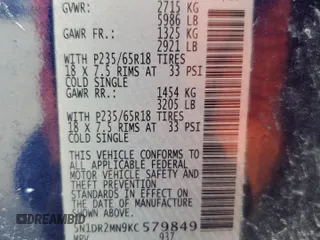 GVWR: 2715 KG
5986 LB
GAWR FR.: 1325 KG
2921 LB
WITH P235/65R18 TIRES
18 X 7.5 RIMS AT 33 PSI
COLD SINGLE
GAWR RR.: 1454 KG
3205 LB
WITH P235/65R18 TIRES
18 X 7.5 RIMS AT 33 PSI
COLD SINGLE
THIS VEHICLE CONFORMS TO
ALL APPLICABLE FEDERAL
MOTOR VEHICLE SAFETY AND
THEFT PREVENTION
STANDARDS IN EFFECT ON
THE DATE OF MANUFACTURE
SHOWN ABOVE.
5N1DR2MN9KC579849
MPV 937
DREAMBID